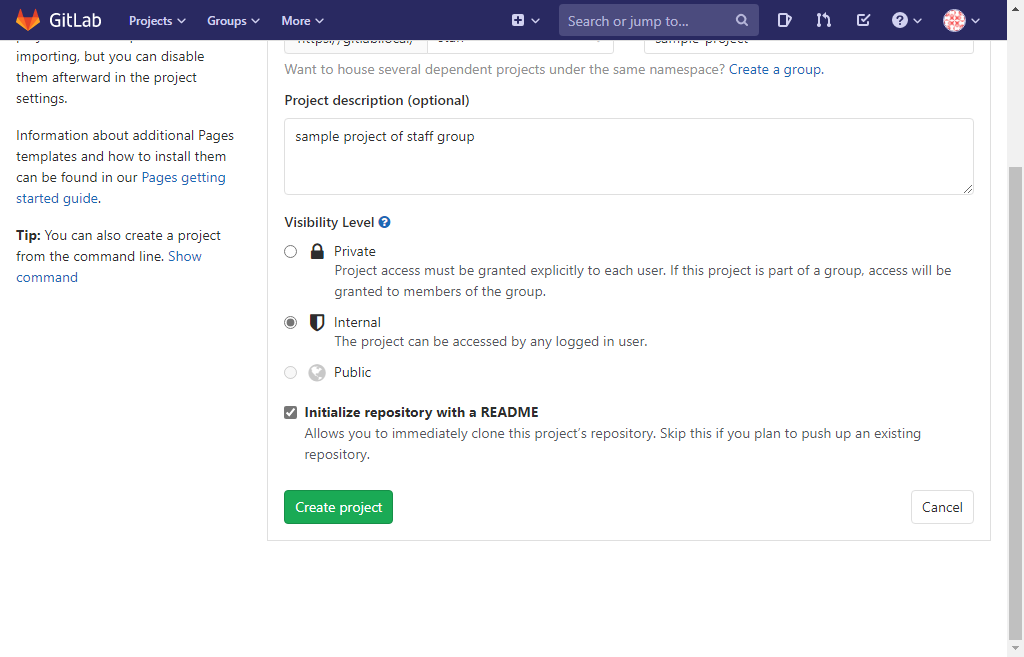 GitLab Projects Groups More Search or jump to...
importing, but you can disable
them afterward in the project
settings.
Information about additional Pages
templates and how to install them
can be found in our Pages getting
started guide.
Tip: You can also create a project
from the command line. Show
command
Want to house several dependent projects under the same namespace? Create a group.
Project description (optional)
sample project of staff group
Visibility Level
Private
Project access must be granted explicitly to each user. If this project is part of a group, access will be
granted to members of the group.
Internal
The project can be accessed by any logged in user.
Public
Initialize repository with a README
Allows you to immediately clone this project’s repository. Skip this if you plan to push up an existing
repository.
Create project Cancel